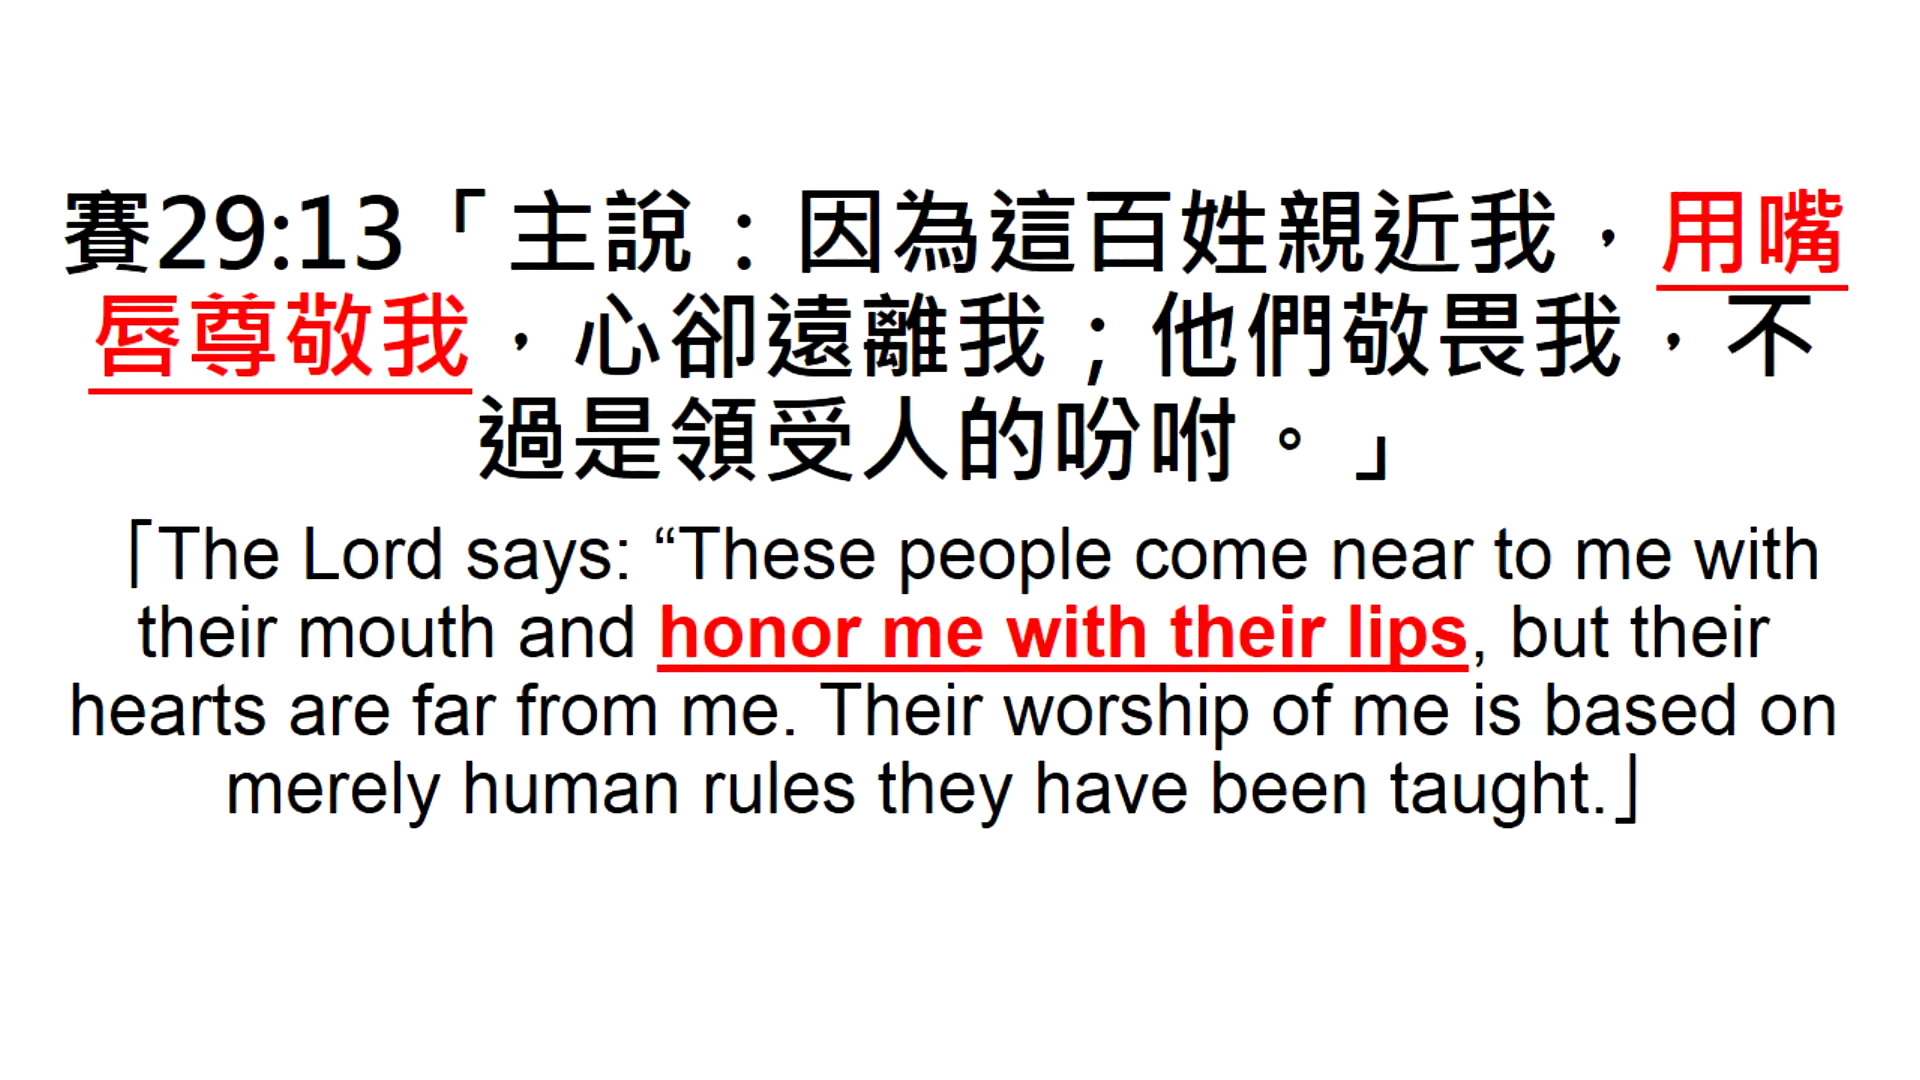 賽29:13「主說：因為這百姓親近我，用嘴
唇尊敬我，心卻遠離我；他們敬畏我，不
過是領受人的吩咐。」
「The Lord says: “These people come near to me with
their mouth and honor me with their lips, but their
hearts are far from me. Their worship of me is based on
merely human rules they have been taught.」